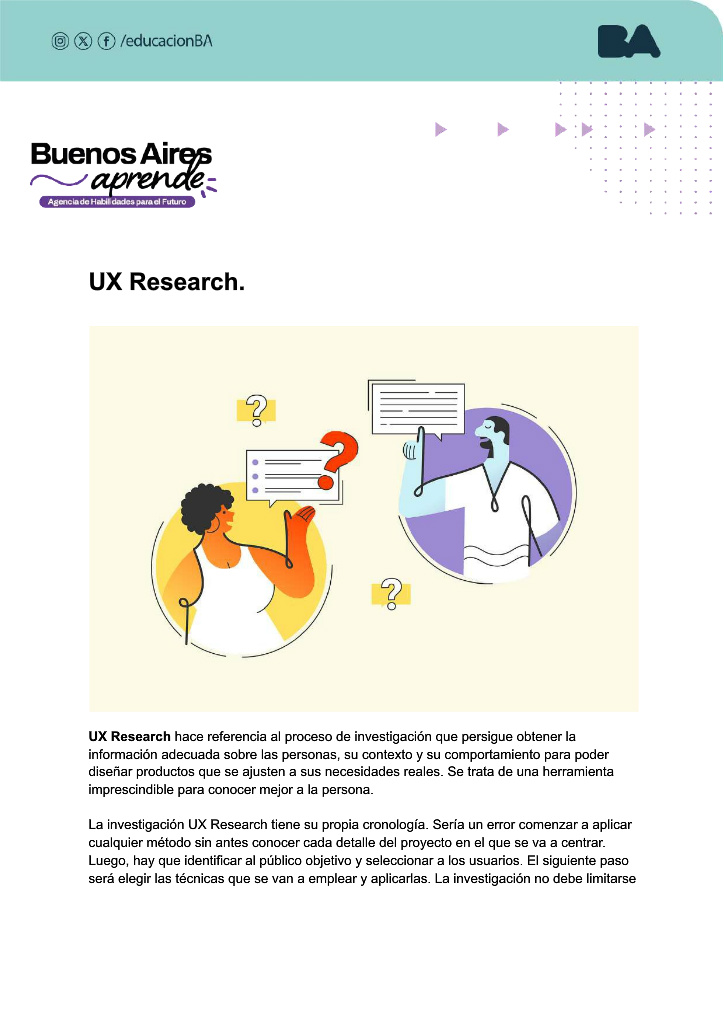 /educacionBA
BA
Buenos Aires
aprende
Agencia de Habilidades para el Futuro
UX Research.
?
?
?
UX Research hace referencia al proceso de investigación que persigue obtener la
información adecuada sobre las personas, su contexto y su comportamiento para poder
diseñar productos que se ajusten a sus necesidades reales. Se trata de una herramienta
imprescindible para conocer mejor a la persona.
La investigación UX Research tiene su propia cronología. Sería un error comenzar a aplicar
cualquier método sin antes conocer cada detalle del proyecto en el que se va a centrar.
Luego, hay que identificar al público objetivo y seleccionar a los usuarios. El siguiente paso
será elegir las técnicas que se van a emplear y aplicarlas. La investigación no debe limitarse